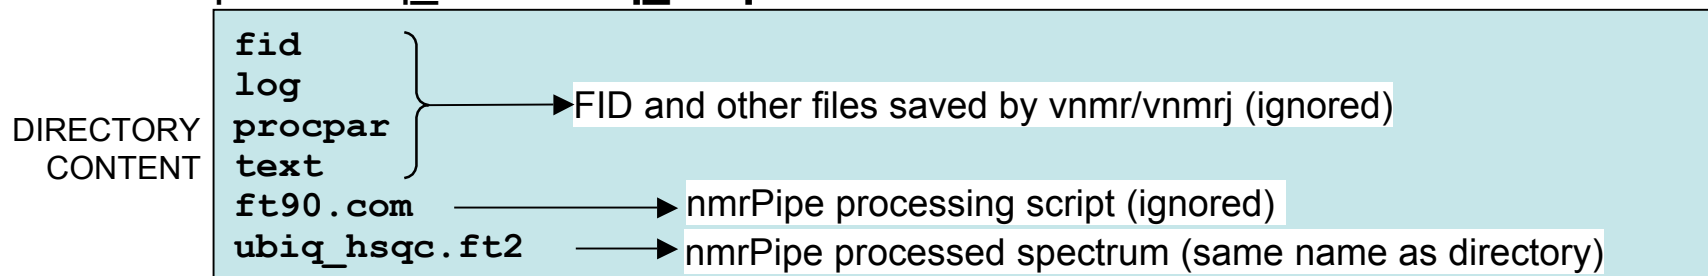 fid
log
procpar
text
FID and other files saved by vnmr/vnmrj (ignored)
DIRECTORY
CONTENT
ft90.com
nmrPipe processing script (ignored)
ubiq_hsqc.ft2
nmrPipe processed spectrum (same name as directory)